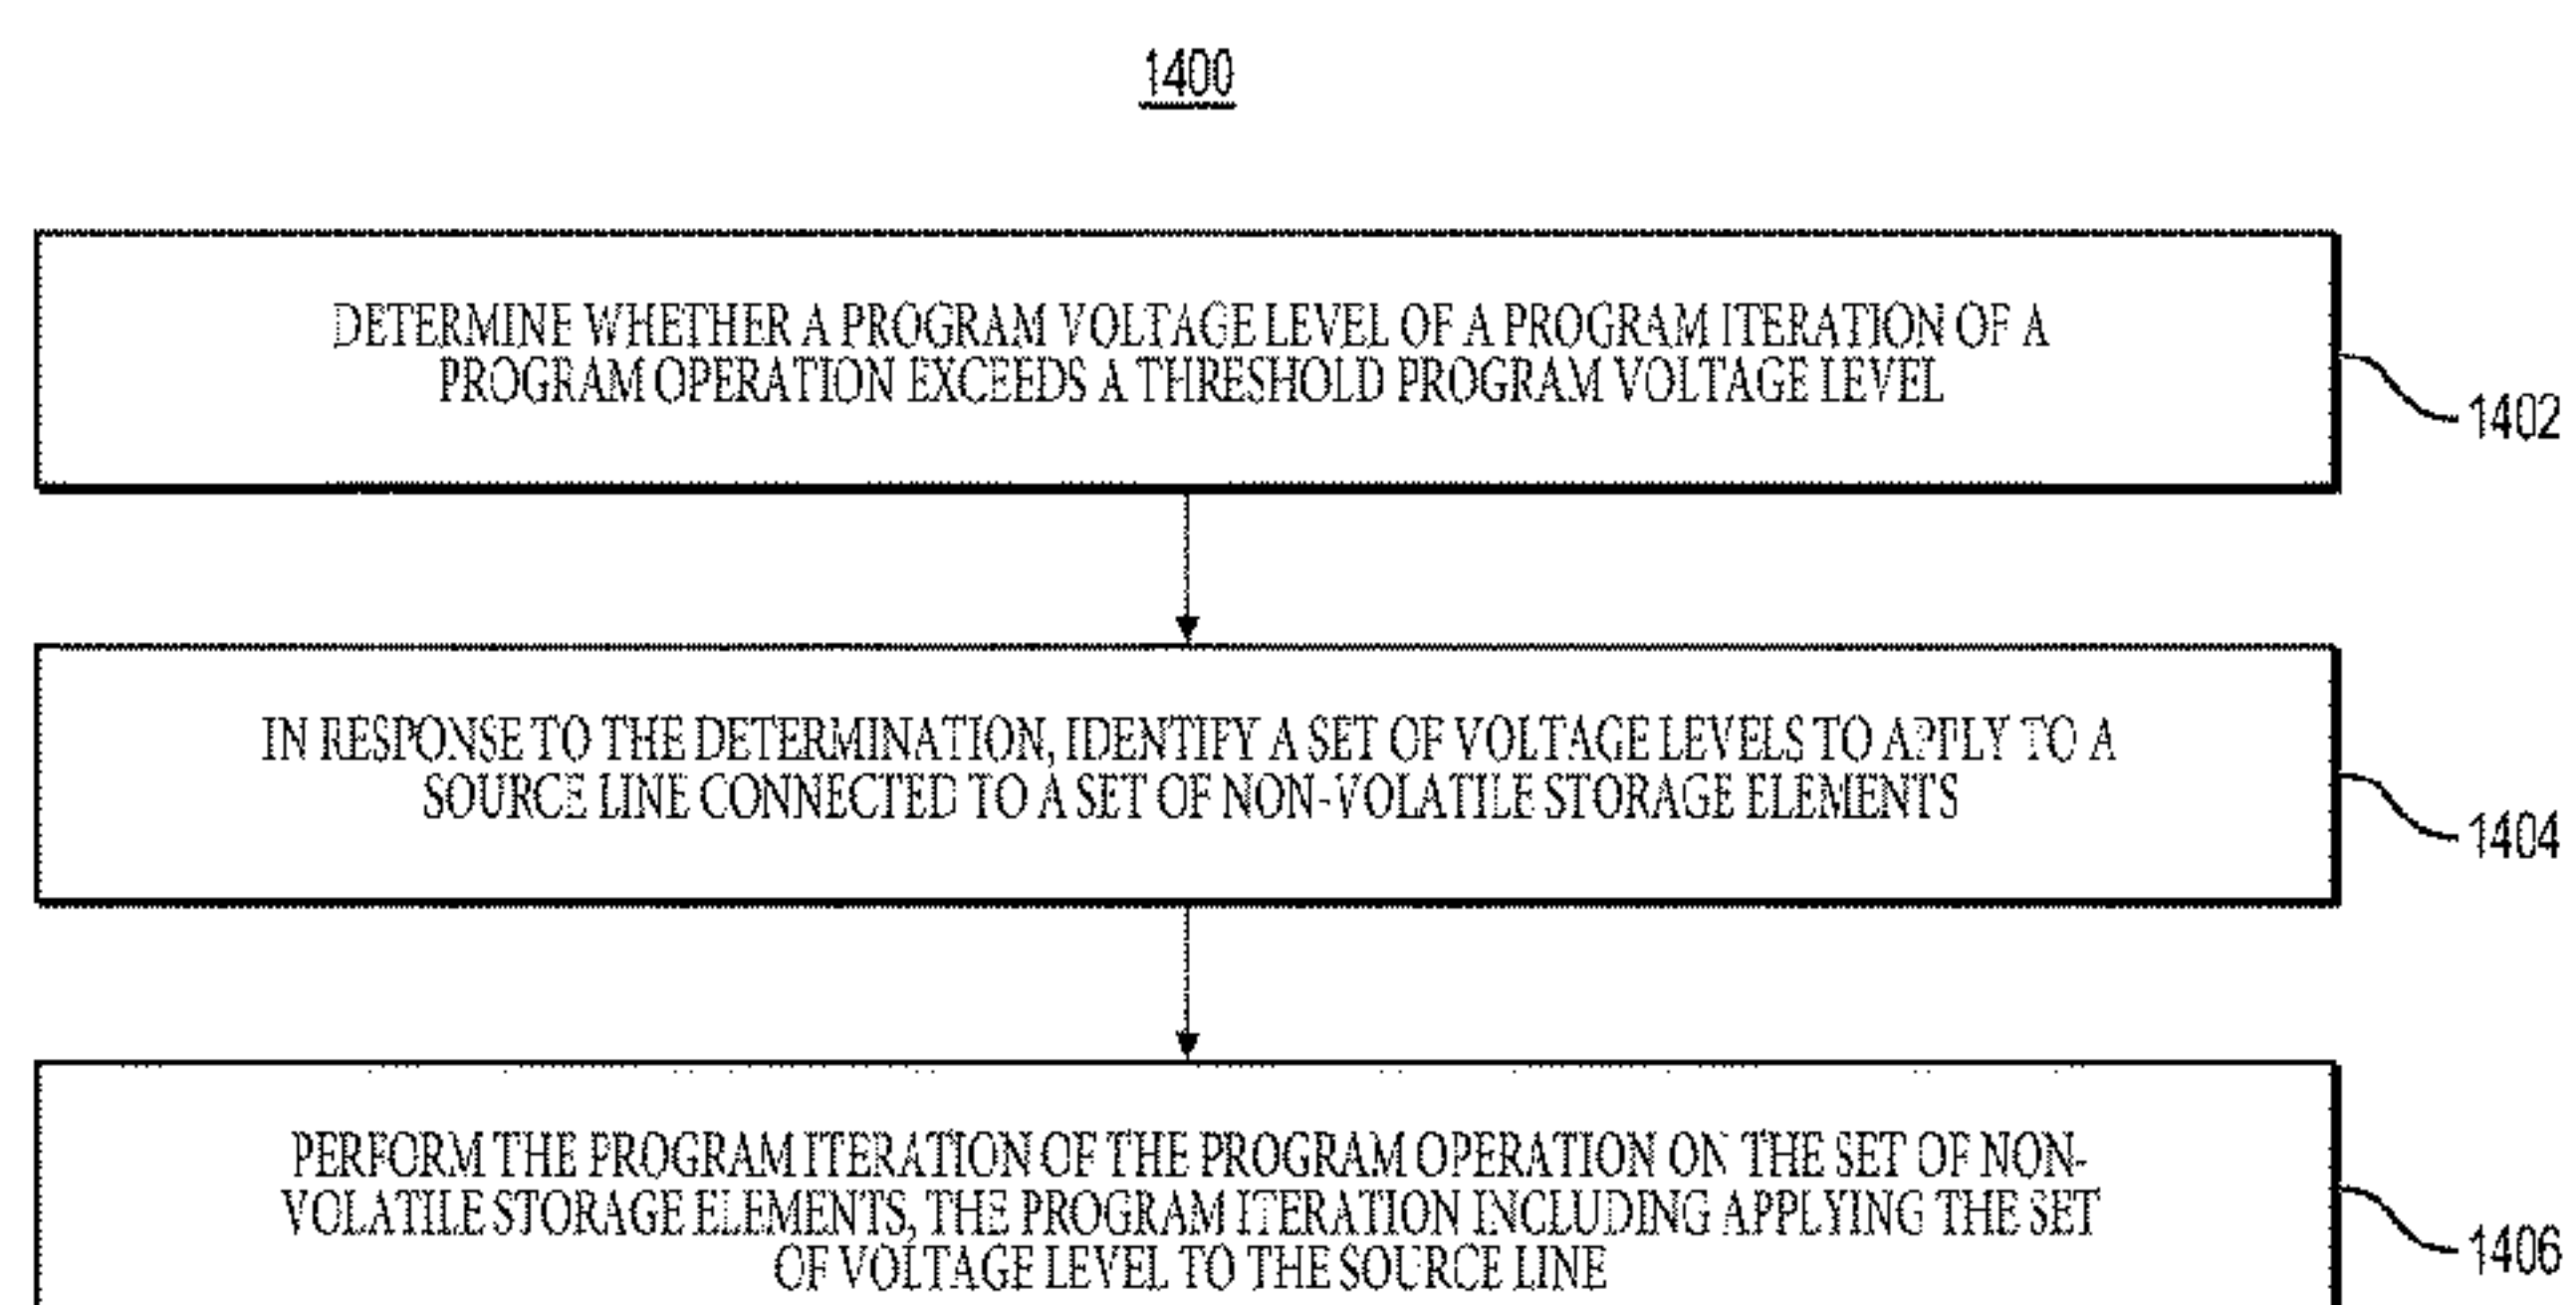 1400
DETERMINE WHETHER A PROGRAM VOLTAGE LEVEL OF A PROGRAM ITERATION OF A
PROGRAM OPERATION EXCEEDS A THRESHOLD PROGRAM VOLTAGE LEVEL
1402
IN RESPONSE TO THE DETERMINATION, IDENTIFY A SET OF VOLTAGE LEVELS TO APPLY TO A
SOURCE LINE CONNECTED TO A SET OF NON-VOLATILE STORAGE ELEMENTS
1404
PERFORM THE PROGRAM ITERATION OF THE PROGRAM OPERATION ON THE SET OF NON-
VOLATILE STORAGE ELEMENTS, THE PROGRAM ITERATION INCLUDING APPLYING THE SET
OF VOLTAGE LEVEL TO THE SOURCE LINE
1406